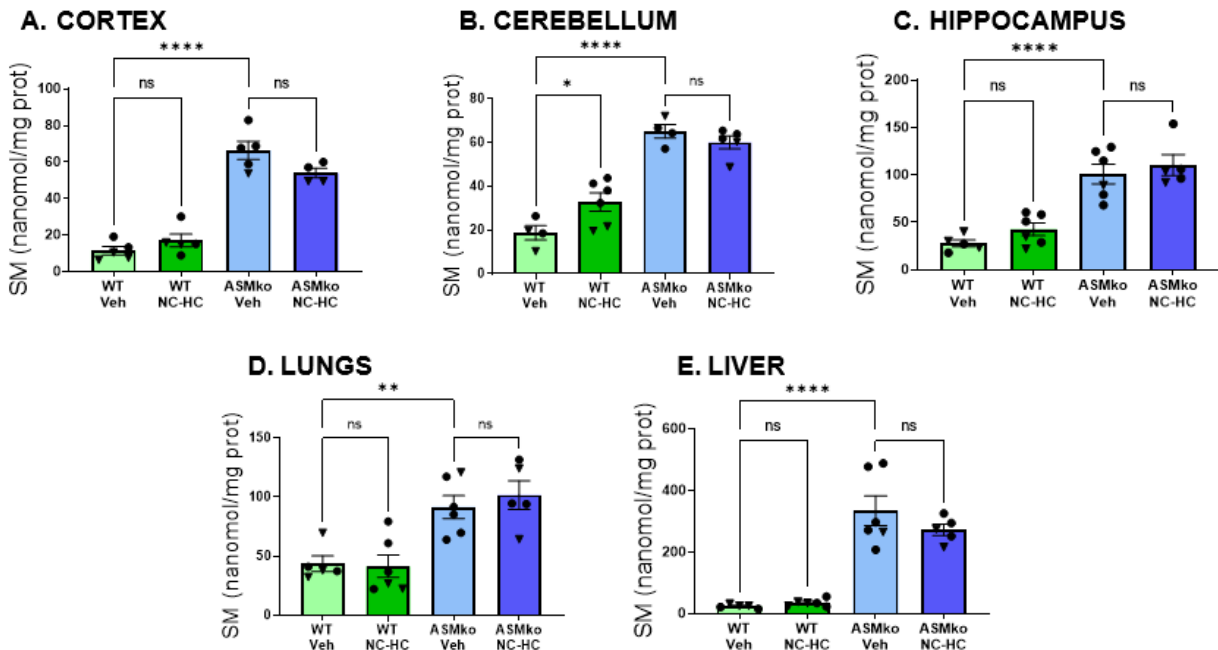 A. CORTEX
****
ns
ns
SM (nanomol/mg prot)
100
80
60
40
20
0
WT
Veh
WT
NC-HC
ASMko
Veh
ASMko
NC-HC
B. CEREBELLUM
****
*
ns
SM (nanomol/mg prot)
80
60
40
20
0
WT
Veh
WT
NC-HC
ASMko
Veh
ASMko
NC-HC
C. HIPPOCAMPUS
****
ns
ns
SM (nanomol/mg prot)
200
150
100
50
0
WT
Veh
WT
NC-HC
ASMko
Veh
ASMko
NC-HC
D. LUNGS
**
ns
ns
SM (nanomol/mg prot)
150
100
50
0
WT
Veh
WT
NC-HC
ASMko
Veh
ASMko
NC-HC
E. LIVER
****
ns
ns
SM (nanomol/mg prot)
600
400
200
0
WT
Veh
WT
NC-HC
ASMko
Veh
ASMko
NC-HC